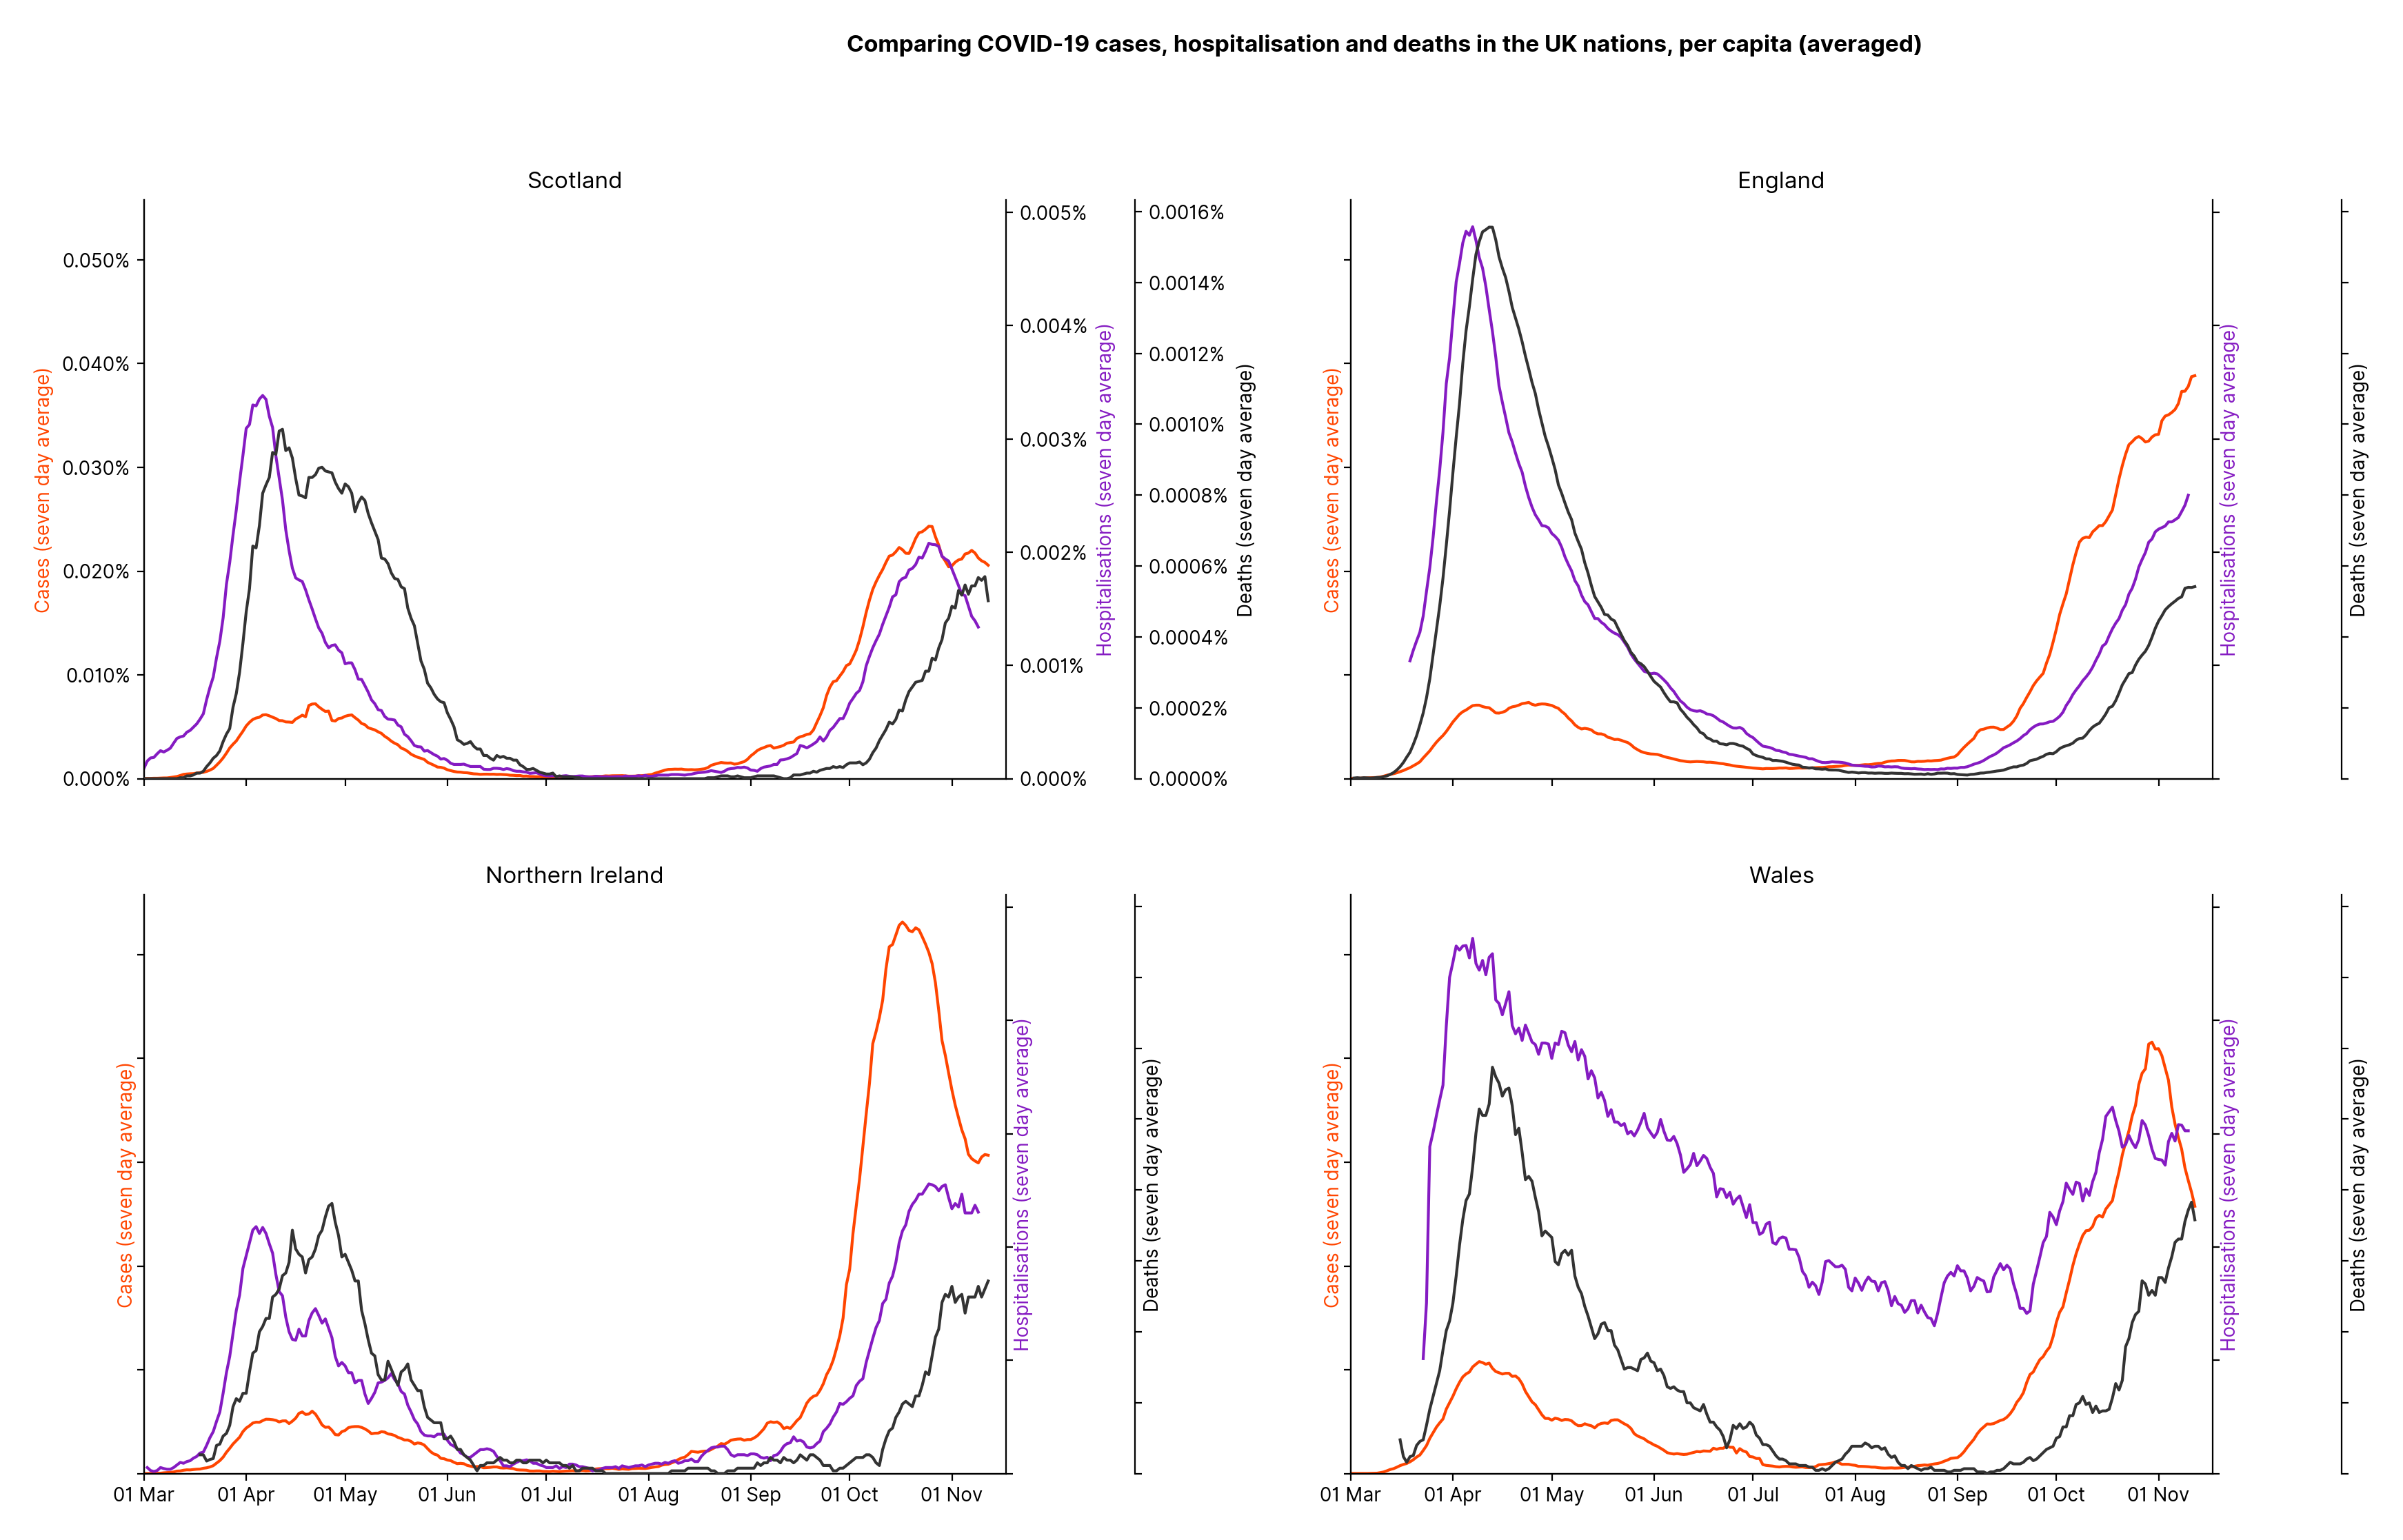 Comparing COVID-19 cases, hospitalisation and deaths in the UK nations, per capita (averaged)
Scotland
Cases (seven day average)
0.050%
0.040%
0.030%
0.020%
0.010%
0.000%
0.005%
0.004%
0.003%
0.002%
0.001%
0.000%
Hospitalisations (seven day average)
0.0016%
0.0014%
0.0012%
0.0010%
0.0008%
0.0006%
0.0004%
0.0002%
0.0000%
Deaths (seven day average)
England
Cases (seven day average)
Hospitalisations (seven day average)
Deaths (seven day average)
Northern Ireland
Cases (seven day average)
Hospitalisations (seven day average)
Deaths (seven day average)
01 Mar 01 Apr 01 May 01 Jun 01 Jul 01 Aug 01 Sep 01 Oct 01 Nov
Wales
Cases (seven day average)
Hospitalisations (seven day average)
Deaths (seven day average)
01 Mar 01 Apr 01 May 01 Jun 01 Jul 01 Aug 01 Sep 01 Oct 01 Nov